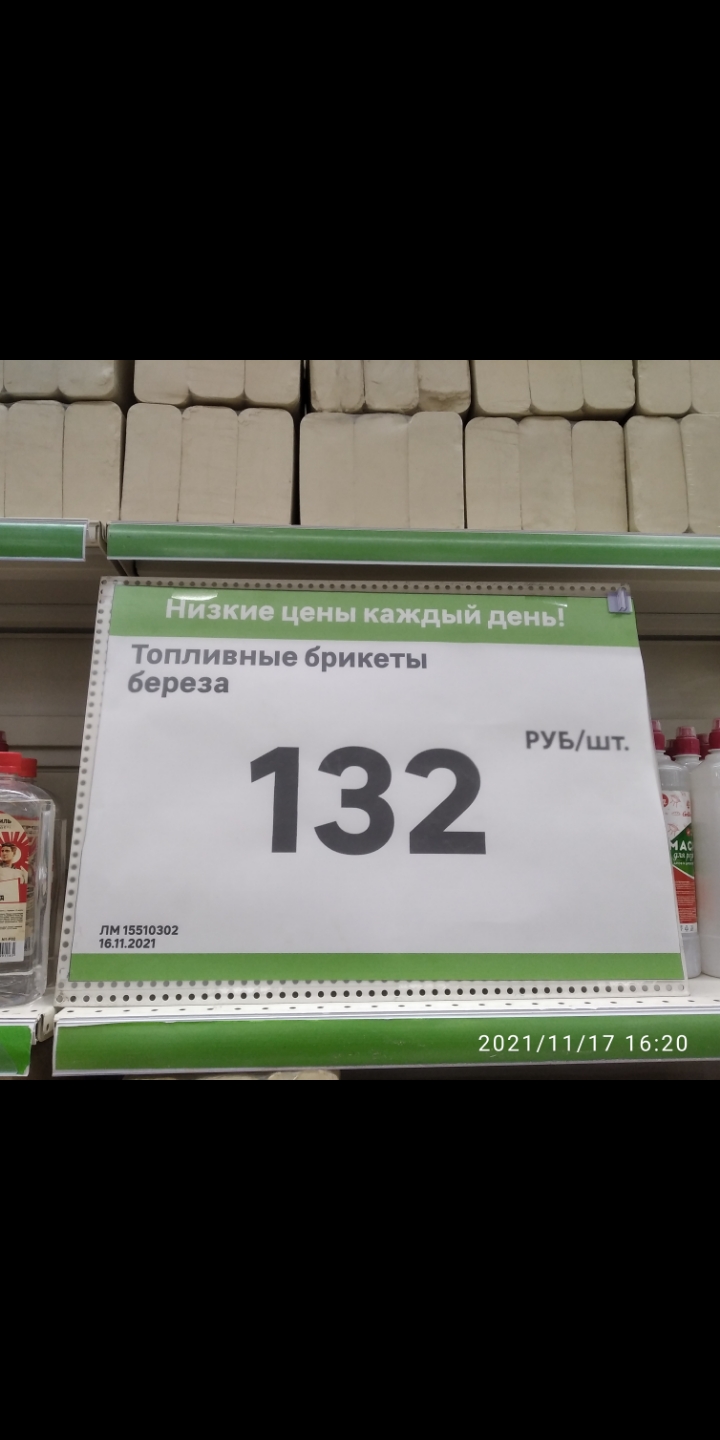 Низкие цены каждый день!
Топливные брикеты
береза
РУБ/шт.
132
ЛМ 15510302
16.11.2021
2021/11/17 16:20